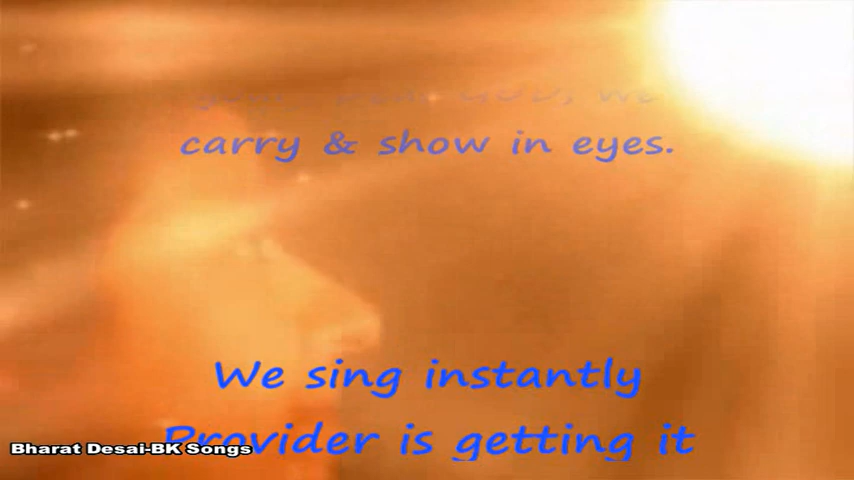 carry & show in eyes.
We sing instantly
Provider is getting it
Bharat Desai-BK Songs